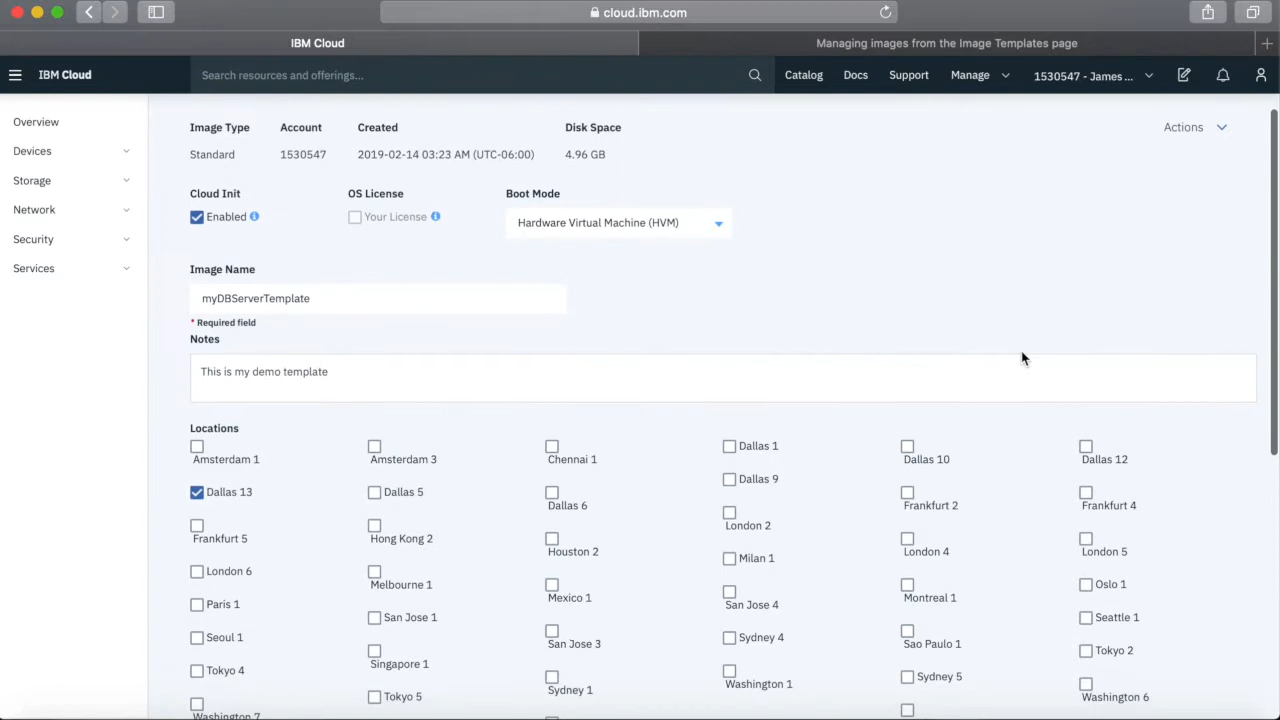 cloud.ibm.com
IBM Cloud
Managing images from the Image Templates page
IBM Cloud
Search resources and offerings...
Catalog
Docs
Support
Manage
1530547 - James ...
Overview
Devices
Storage
Network
Security
Services
Image Type Account Created Disk Space
Actions
Standard 1530547 2019-02-14 03:23 AM (UTC-06:00) 4.96 GB
Cloud Init OS License Boot Mode
Enabled Your License Hardware Virtual Machine (HVM)
Image Name
myDBServerTemplate
* Required field
Notes
This is my demo template
Locations
Amsterdam 1 Amsterdam 3 Chennai 1 Dallas 1 Dallas 10 Dallas 12
Dallas 13 Dallas 5 Dallas 6 Dallas 9 Frankfurt 2 Frankfurt 4
Frankfurt 5 Hong Kong 2 Houston 2 London 2 London 4 London 5
London 6 Melbourne 1 Mexico 1 Milan 1 Montreal 1 Oslo 1
Paris 1 San Jose 1 San Jose 3 San Jose 4 Sao Paulo 1 Seattle 1
Seoul 1 Singapore 1 Sydney 1 Sydney 4 Sydney 5 Tokyo 2
Tokyo 4 Tokyo 5 Washington 1 Washington 6
Washington 7